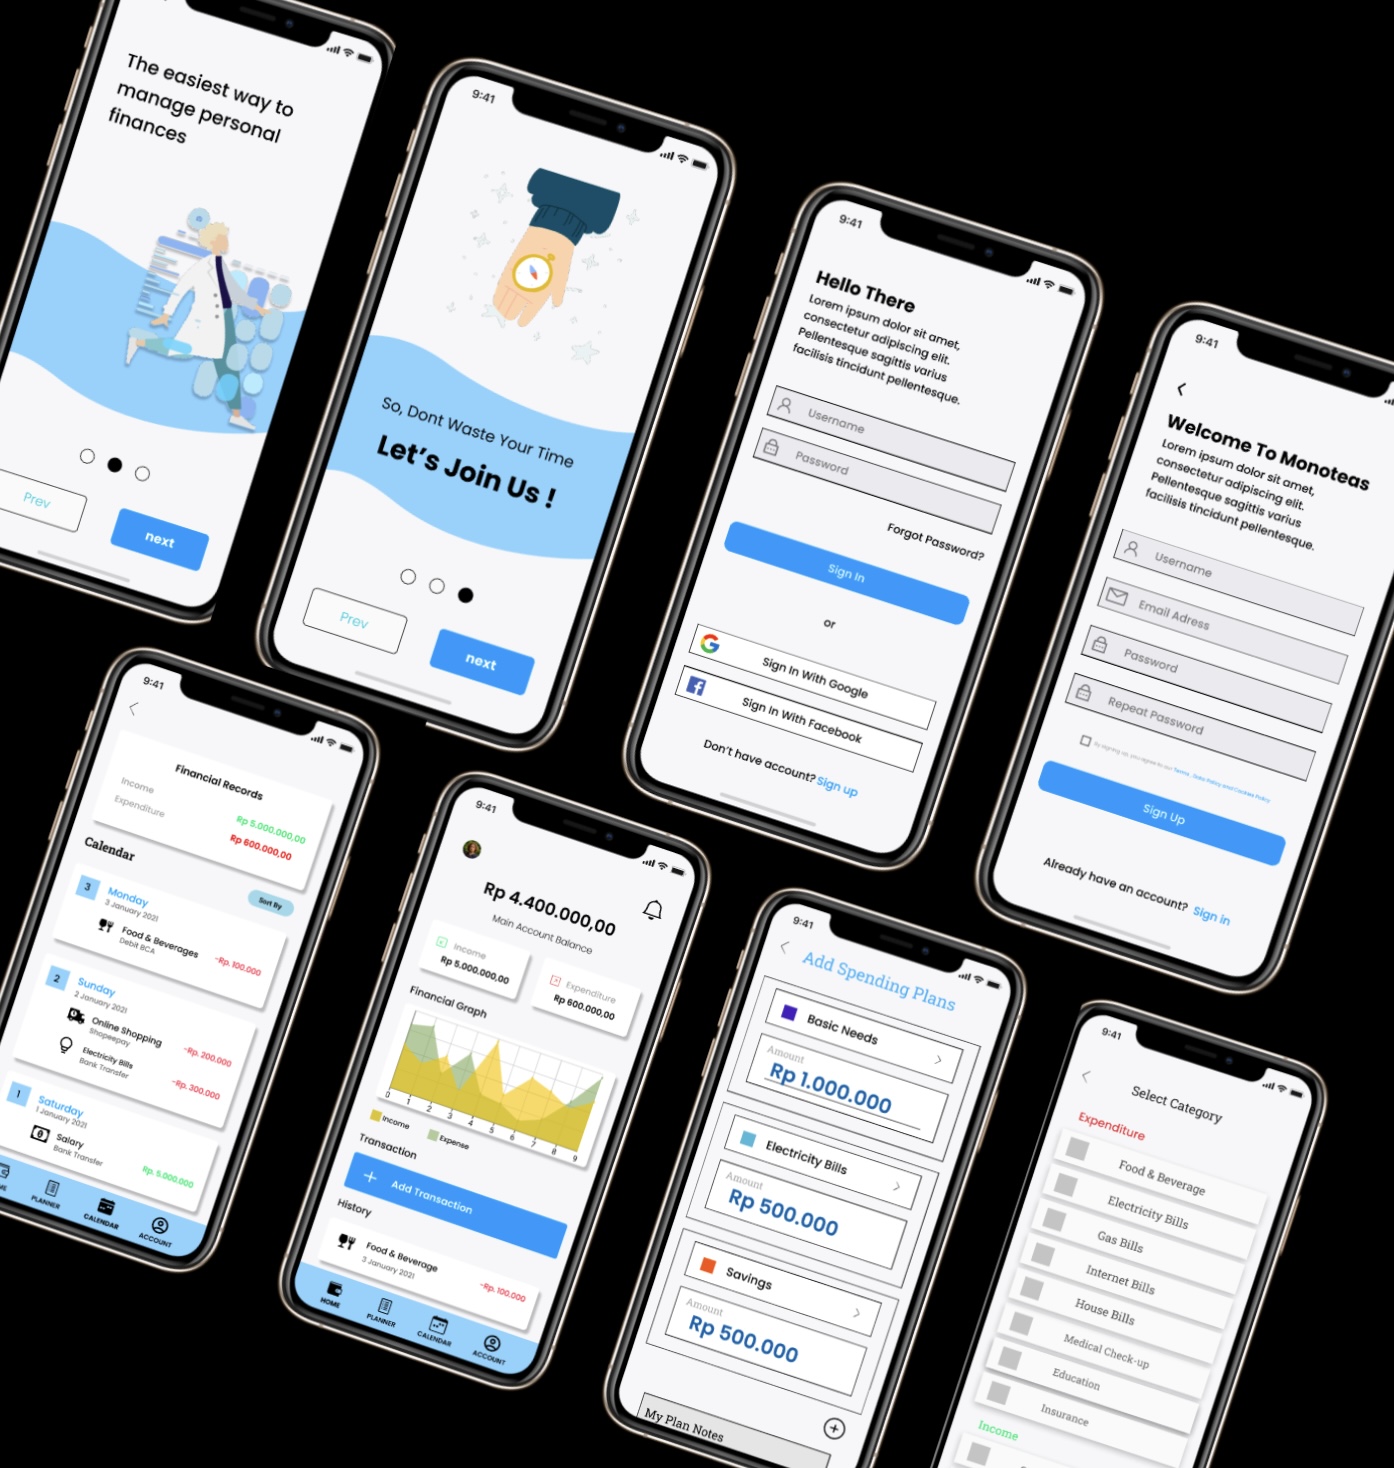 The easiest way to
manage personal
finances
Prev
next
9:41
So, Dont Waste Your Time
Let's Join Us !
Prev
next
9:41
Hello There
Lorem ipsum dolor sit amet,
consectetur adipiscing elit.
Pellentesque sagittis varius
facilisis tincidunt pellentesque.
Username
Password
Forgot Password?
Sign In
or
Sign In With Google
Sign In With Facebook
Don't have account? Sign up
9:41
Welcome To Monoteas
Lorem ipsum dolor sit amet,
consectetur adipiscing elit.
Pellentesque sagittis varius
facilisis tincidunt pellentesque.
Username
Email Adress
Password
Repeat Password
By signing up, you agree to our Terms , Data Policy and Cookies Policy
Sign Up
Already have an account? Sign in
9:41
Financial Records
Income Rp 5.000.000,00
Expenditure Rp 600.000,00
Calendar
Sort By
3 Monday
3 January 2021
Food & Beverages -Rp. 100.000
Debit BCA
2 Sunday
2 January 2021
Online Shopping -Rp. 200.000
Shopeepay
Electricity Bills -Rp. 300.000
Bank Transfer
1 Saturday
1 January 2021
Salary Rp. 5.000.000
Bank Transfer
PLANNER CALENDAR ACCOUNT
9:41
Rp 4.400.000,00
Main Account Balance
Income
Rp 5.000.000,00
Expenditure
Rp 600.000,00
Financial Graph
0 1 2 3 4 5 6 7 8 9
Income Expense
Transaction
Add Transaction
History
Food & Beverage -Rp. 100.000
3 January 2021
HOME PLANNER CALENDAR ACCOUNT
9:41
Add Spending Plans
Basic Needs
Amount
Rp 1.000.000
Electricity Bills
Amount
Rp 500.000
Savings
Amount
Rp 500.000
My Plan Notes
9:41
Select Category
Expenditure
Food & Beverage
Electricity Bills
Gas Bills
Internet Bills
House Bills
Medical Check-up
Education
Insurance
Income